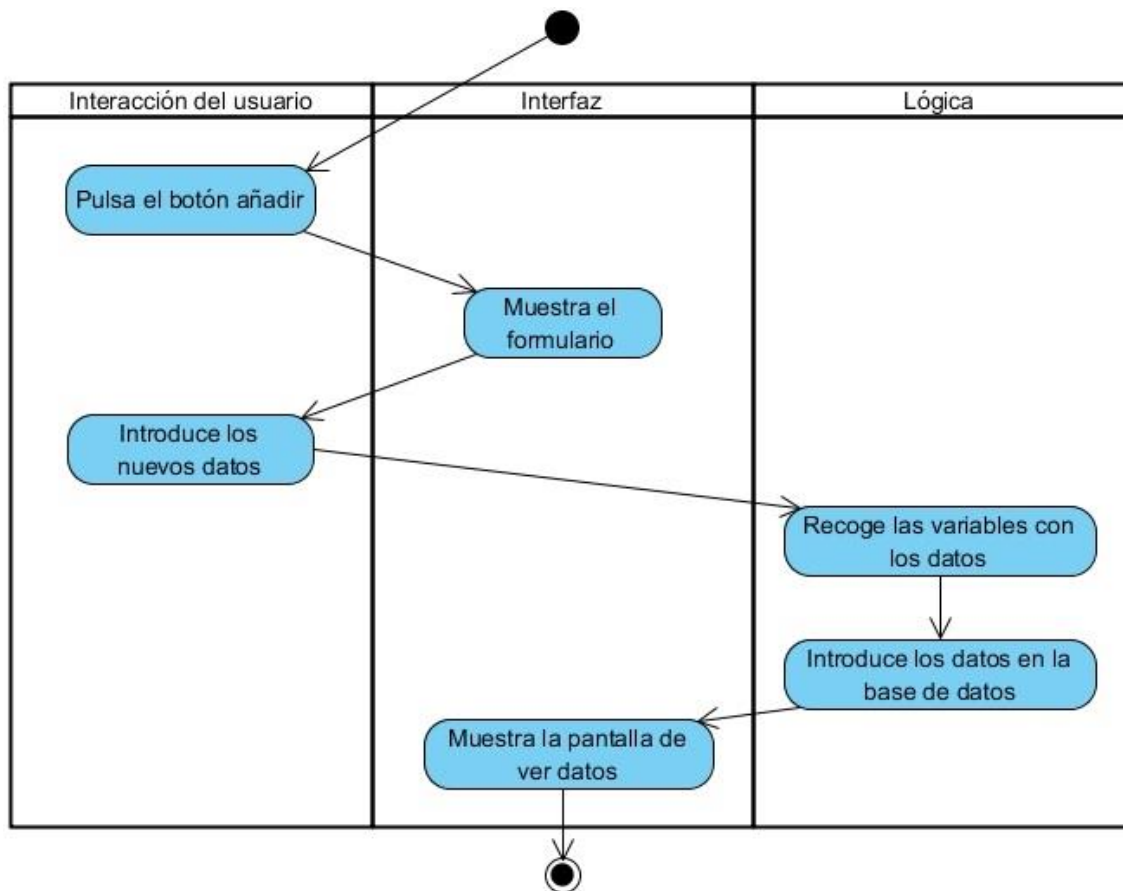 Interacción del usuario
Interfaz
Lógica
Pulsa el botón añadir
Muestra el
formulario
Introduce los
nuevos datos
Recoge las variables con
los datos
Introduce los datos en la
base de datos
Muestra la pantalla de
ver datos